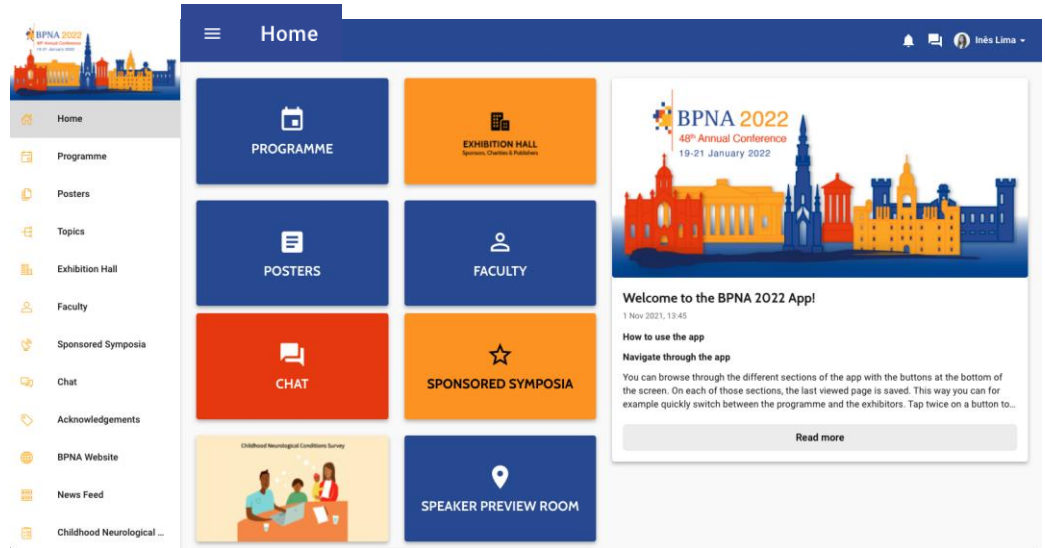 BPNA 2022
48th Annual Conference
19-21 January 2022
Home
Programme
Posters
Topics
Exhibition Hall
Faculty
Sponsored Symposia
Chat
Acknowledgements
BPNA Website
News Feed
Childhood Neurological ...
Home
Inês Lima
PROGRAMME
EXHIBITION HALL
Sponsors, Charities & Publishers
POSTERS
FACULTY
CHAT
SPONSORED SYMPOSIA
Childhood Neurological Conditions Survey
SPEAKER PREVIEW ROOM
BPNA 2022
48th Annual Conference
19-21 January 2022
Welcome to the BPNA 2022 App!
1 Nov 2021, 13:45
How to use the app
Navigate through the app
You can browse through the different sections of the app with the buttons at the bottom of
the screen. On each of those sections, the last viewed page is saved. This way you can for
example quickly switch between the programme and the exhibitors. Tap twice on a button to...
Read more